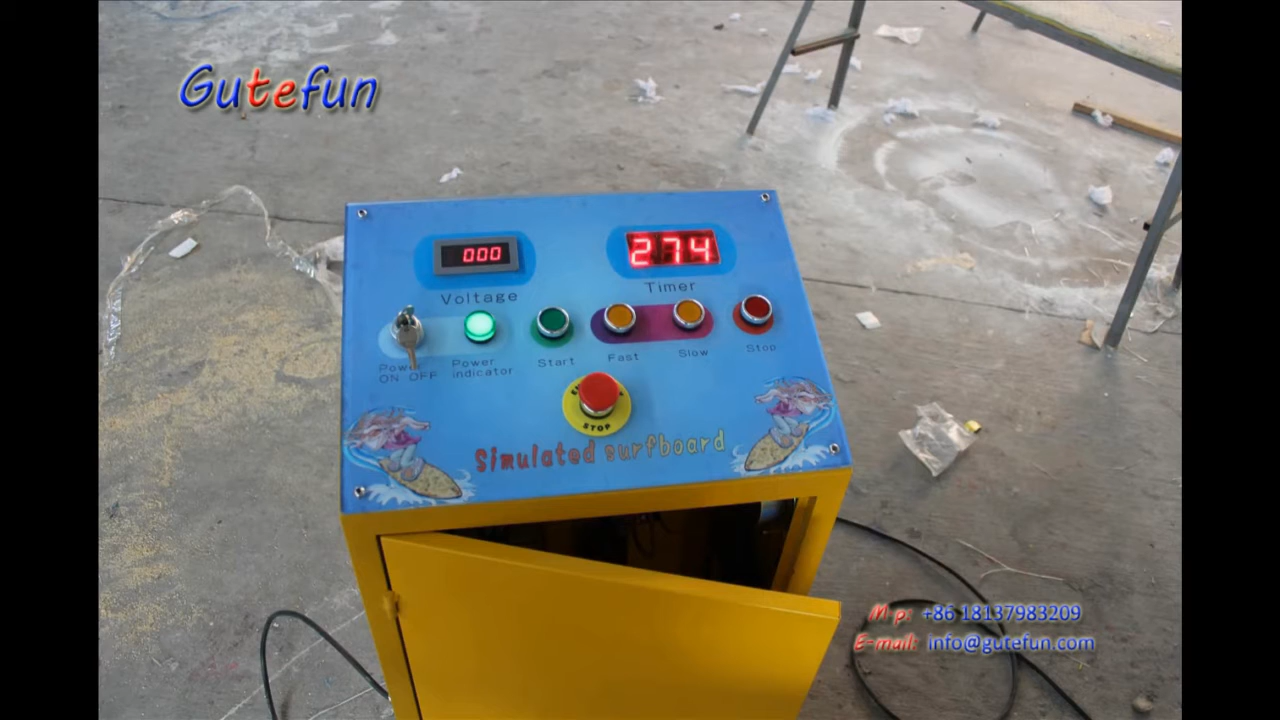 Gutefun
000
274
Voltage
Timer
Power
ON OFF
Power
indicator
Start
Fast
Slow
Stop
STOP
Simulated surfboard
M-p: +86 18137983209
E-mail: info@gutefun.com